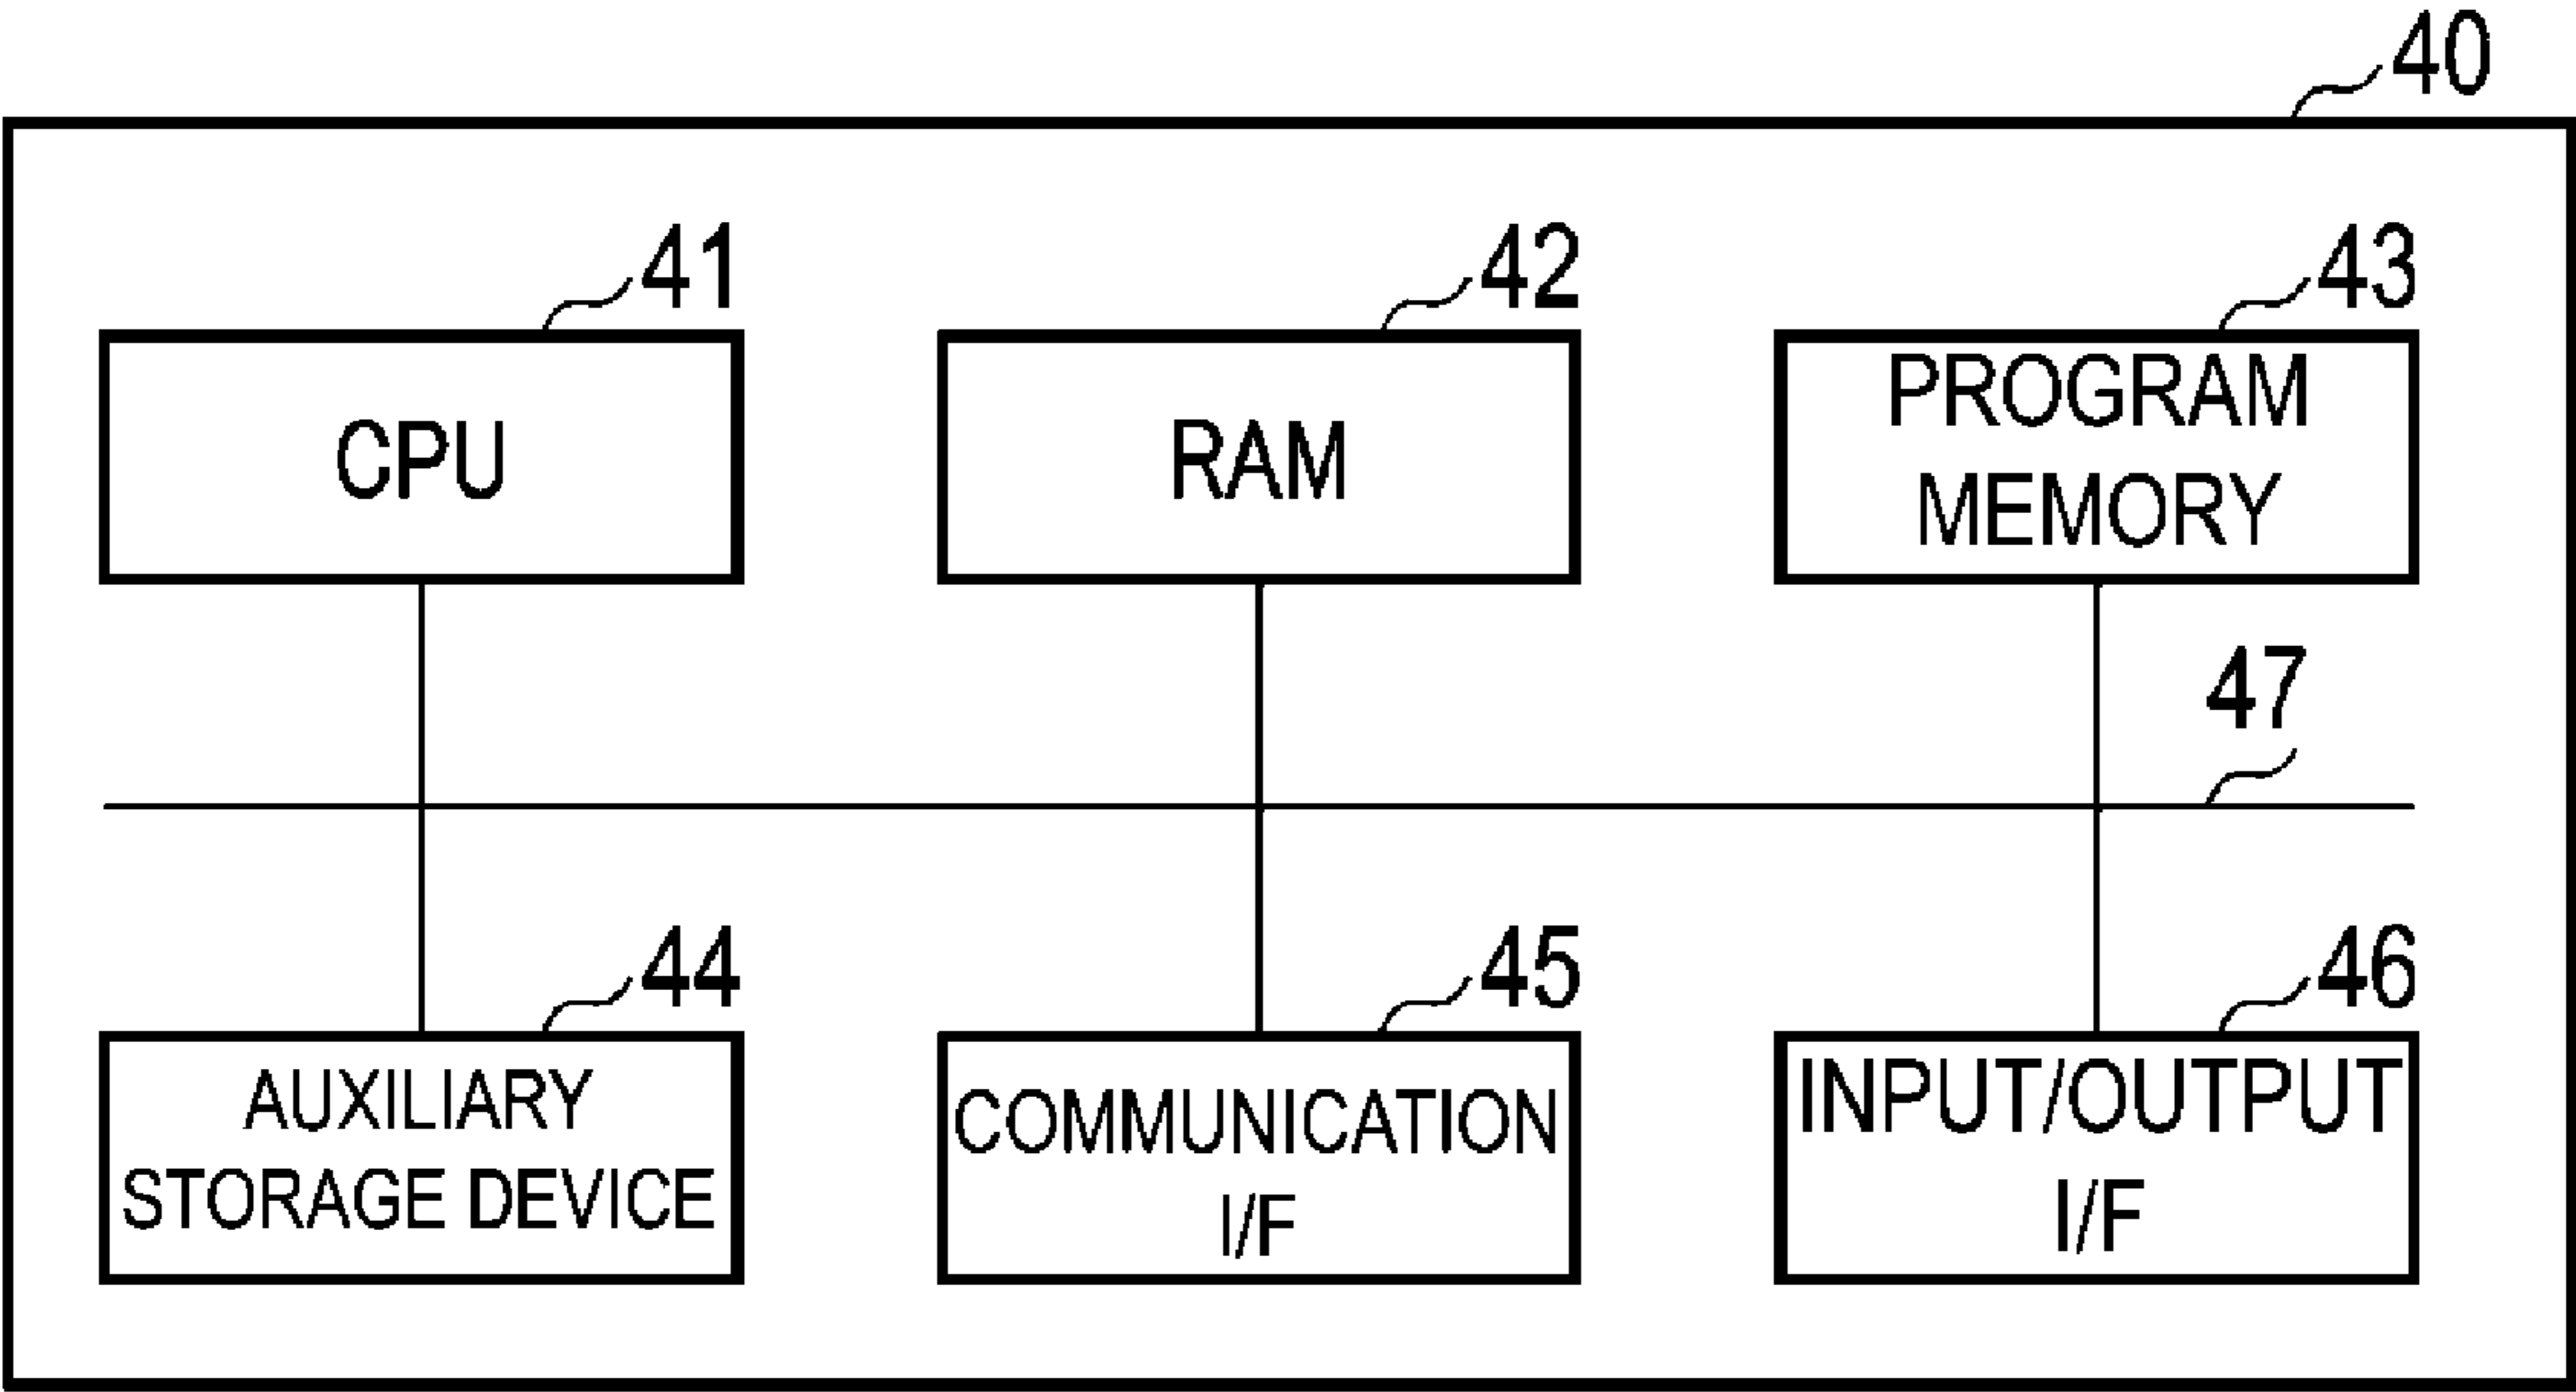 40
41
42
43
CPU
RAM
PROGRAM
MEMORY
47
44
45
46
AUXILIARY
STORAGE DEVICE
COMMUNICATION
I/F
INPUT/OUTPUT
I/F